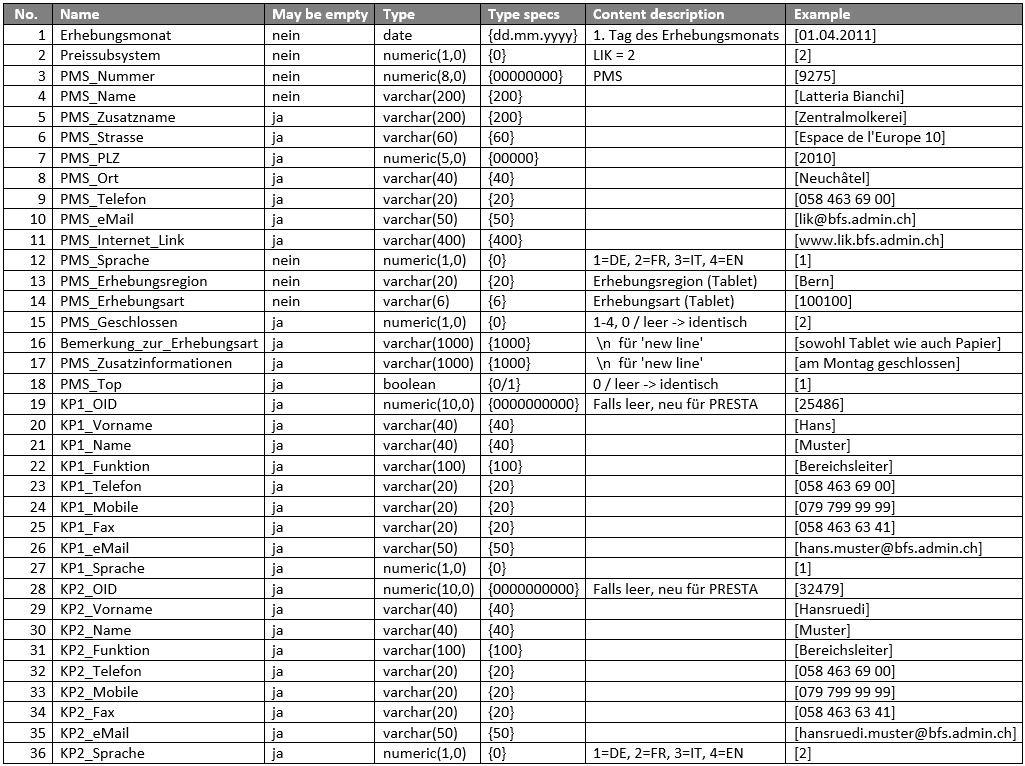 No. Name May be empty Type Type specs Content description Example
1 Erhebungsmonat nein date {dd.mm.yyyy} 1. Tag des Erhebungsmonats [01.04.2011]
2 Preissubsystem nein numeric(1,0) {0} LIK = 2 [2]
3 PMS_Nummer nein numeric(8,0) {00000000} PMS [9275]
4 PMS_Name nein varchar(200) {200} [Latteria Bianchi]
5 PMS_Zusatzname ja varchar(200) {200} [Zentralmolkerei]
6 PMS_Strasse ja varchar(60) {60} [Espace de l'Europe 10]
7 PMS_PLZ ja numeric(5,0) {00000} [2010]
8 PMS_Ort ja varchar(40) {40} [Neuchâtel]
9 PMS_Telefon ja varchar(20) {20} [058 463 69 00]
10 PMS_eMail ja varchar(50) {50} [lik@bfs.admin.ch]
11 PMS_Internet_Link ja varchar(400) {400} [www.lik.bfs.admin.ch]
12 PMS_Sprache nein numeric(1,0) {0} 1=DE, 2=FR, 3=IT, 4=EN [1]
13 PMS_Erhebungsregion nein varchar(20) {20} Erhebungsregion (Tablet) [Bern]
14 PMS_Erhebungsart nein varchar(6) {6} Erhebungsart (Tablet) [100100]
15 PMS_Geschlossen ja numeric(1,0) {0} 1-4, 0 / leer -> identisch [2]
16 Bemerkung_zur_Erhebungsart ja varchar(1000) {1000} \n für 'new line' [sowohl Tablet wie auch Papier]
17 PMS_Zusatzinformationen ja varchar(1000) {1000} \n für 'new line' [am Montag geschlossen]
18 PMS_Top ja boolean {0/1} 0 / leer -> identisch [1]
19 KP1_OID ja numeric(10,0) {0000000000} Falls leer, neu für PRESTA [25486]
20 KP1_Vorname ja varchar(40) {40} [Hans]
21 KP1_Name ja varchar(40) {40} [Muster]
22 KP1_Funktion ja varchar(100) {100} [Bereichsleiter]
23 KP1_Telefon ja varchar(20) {20} [058 463 69 00]
24 KP1_Mobile ja varchar(20) {20} [079 799 99 99]
25 KP1_Fax ja varchar(20) {20} [058 463 63 41]
26 KP1_eMail ja varchar(50) {50} [hans.muster@bfs.admin.ch]
27 KP1_Sprache ja numeric(1,0) {0} [1]
28 KP2_OID ja numeric(10,0) {0000000000} Falls leer, neu für PRESTA [32479]
29 KP2_Vorname ja varchar(40) {40} [Hansruedi]
30 KP2_Name ja varchar(40) {40} [Muster]
31 KP2_Funktion ja varchar(100) {100} [Bereichsleiter]
32 KP2_Telefon ja varchar(20) {20} [058 463 69 00]
33 KP2_Mobile ja varchar(20) {20} [079 799 99 99]
34 KP2_Fax ja varchar(20) {20} [058 463 63 41]
35 KP2_eMail ja varchar(50) {50} [hansruedi.muster@bfs.admin.ch]
36 KP2_Sprache ja numeric(1,0) {0} 1=DE, 2=FR, 3=IT, 4=EN [2]